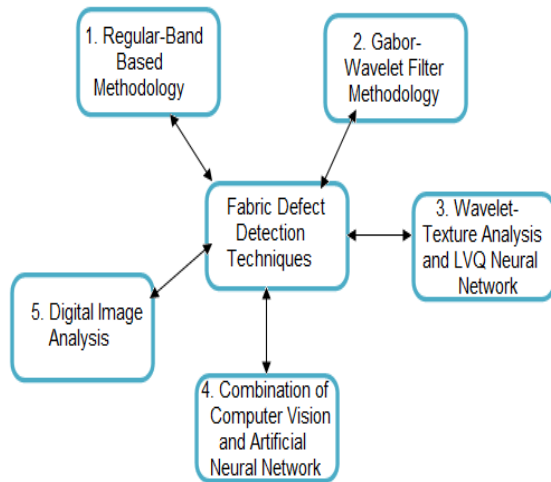 1. Regular-Band
Based
Methodology
2. Gabor-
Wavelet Filter
Methodology
Fabric Defect
Detection
Techniques
3. Wavelet-
Texture Analysis
and LVQ Neural
Network
4. Combination of
Computer Vision
and Artificial
Neural Network
5. Digital Image
Analysis